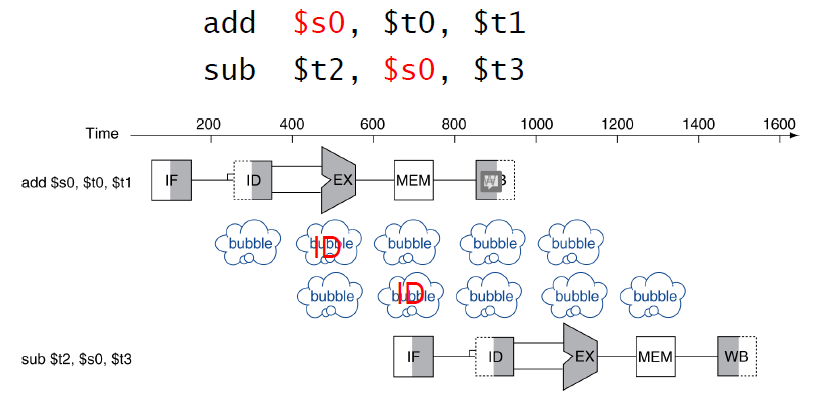 add $s0, $t0, $t1
sub $t2, $s0, $t3
200 400 600 800 1000 1200 1400 1600
Time
add $s0, $t0, $t1 IF ID EX MEM
bubble bubble bubble bubble bubble
ID
bubble bubble bubble bubble bubble
ID
sub $t2, $s0, $t3 IF ID EX MEM WB